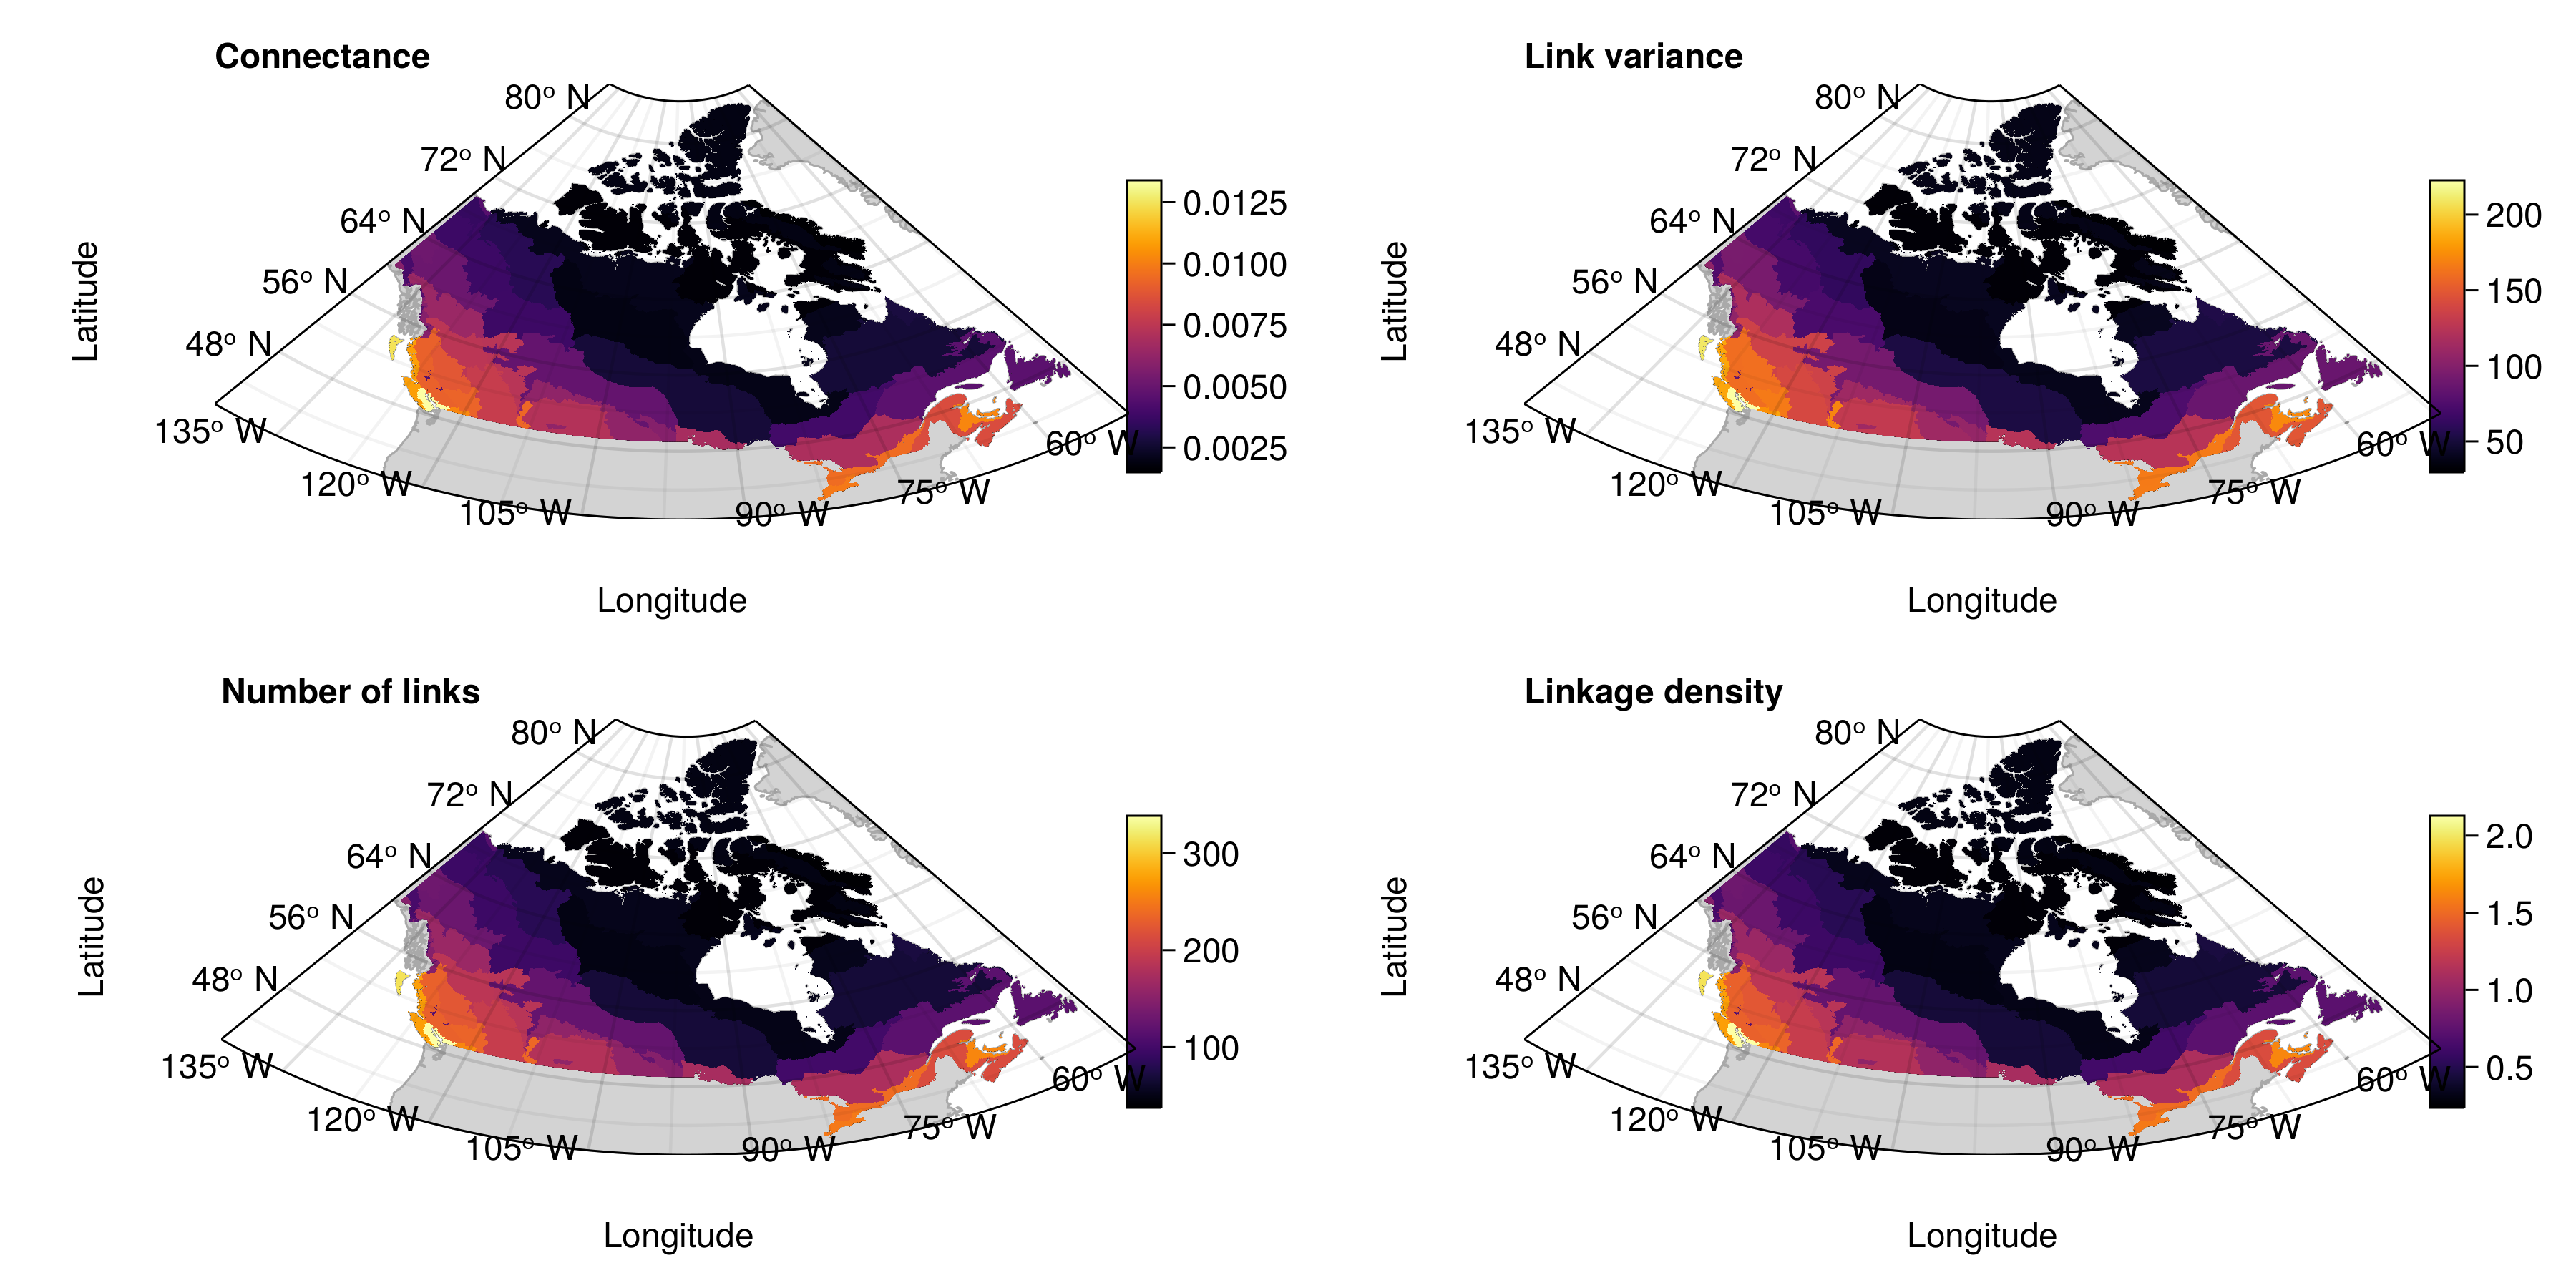 Connectance
80° N
72° N
64° N
56° N
48° N
135° W
120° W
105° W
90° W
75° W
60° W
Latitude
Longitude
0.0125
0.0100
0.0075
0.0050
0.0025
Link variance
80° N
72° N
64° N
56° N
48° N
135° W
120° W
105° W
90° W
75° W
60° W
Latitude
Longitude
200
150
100
50
Number of links
80° N
72° N
64° N
56° N
48° N
135° W
120° W
105° W
90° W
75° W
60° W
Latitude
Longitude
300
200
100
Linkage density
80° N
72° N
64° N
56° N
48° N
135° W
120° W
105° W
90° W
75° W
60° W
Latitude
Longitude
2.0
1.5
1.0
0.5